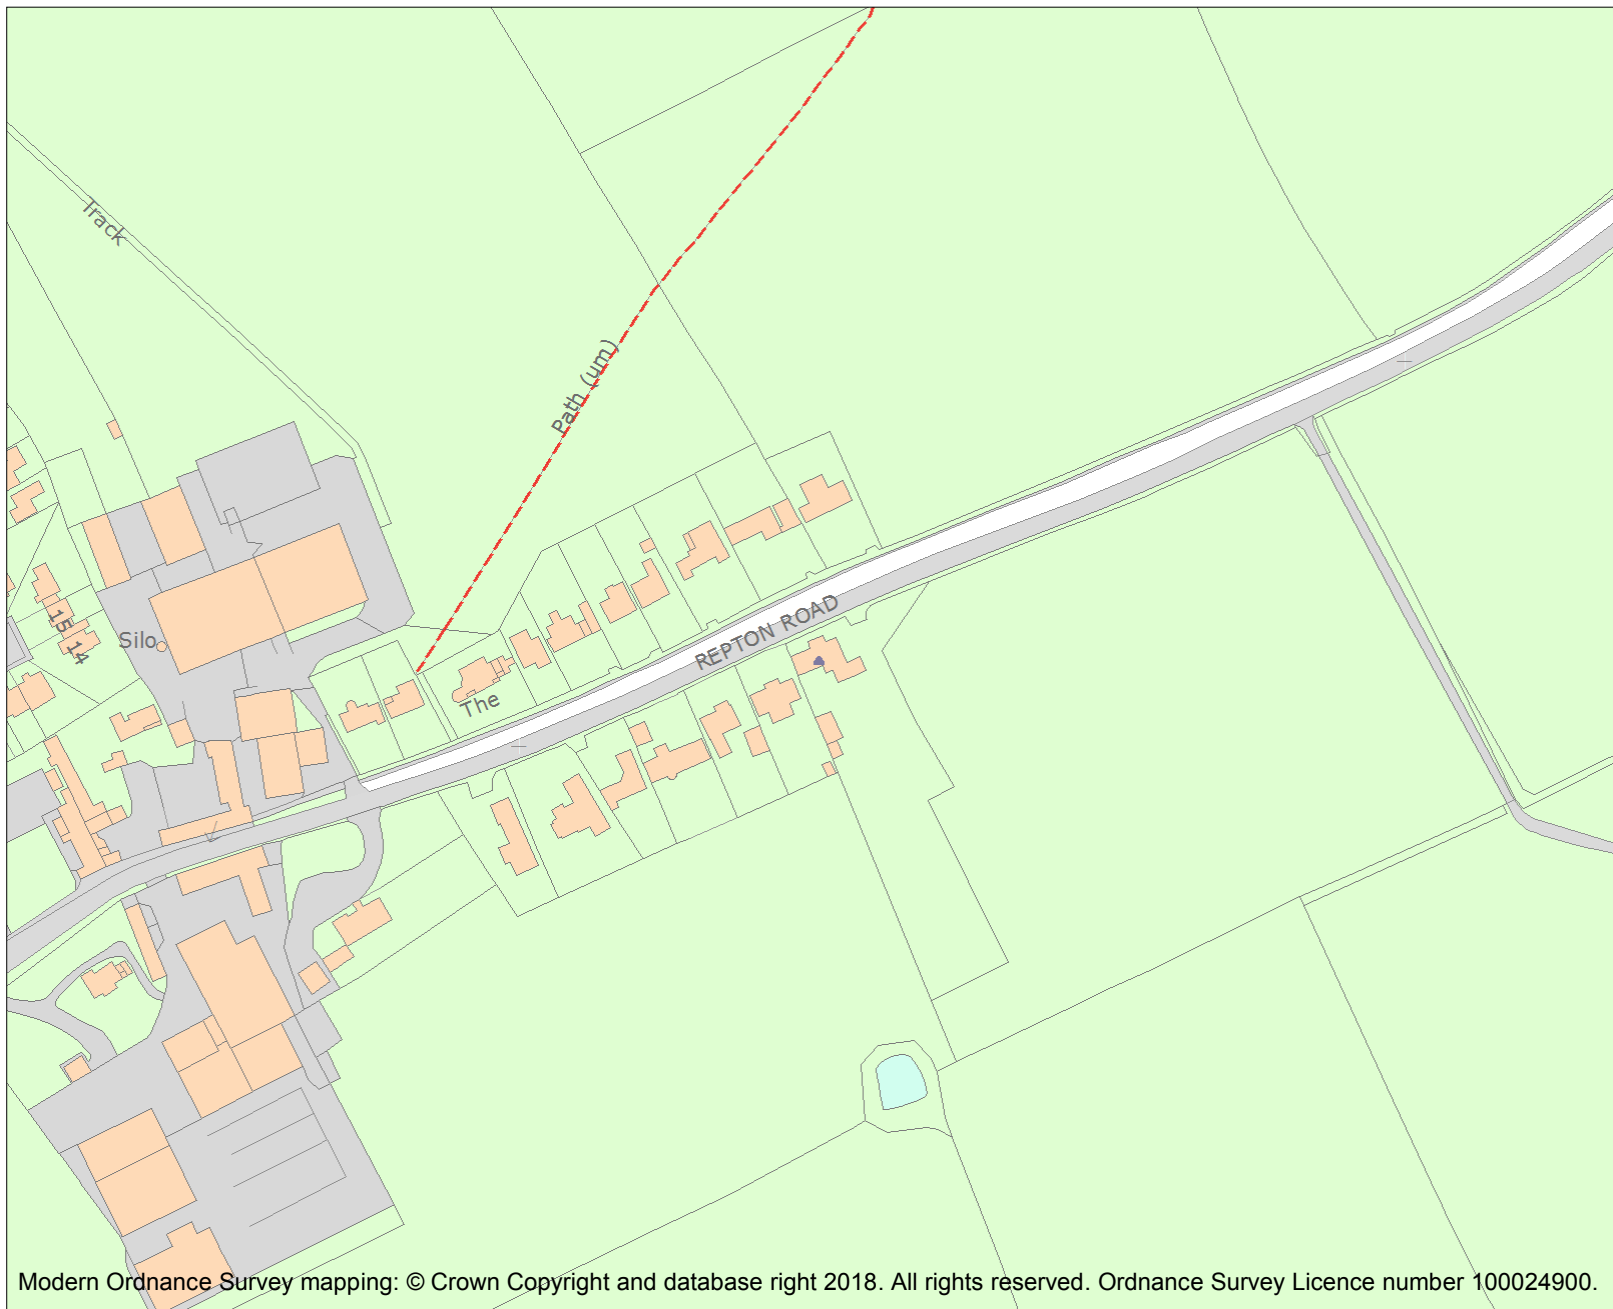 Track
Path (um)
REPTON ROAD
15
14
Silo
The
Modern Ordnance Survey mapping: © Crown Copyright and database right 2018. All rights reserved. Ordnance Survey Licence number 100024900.